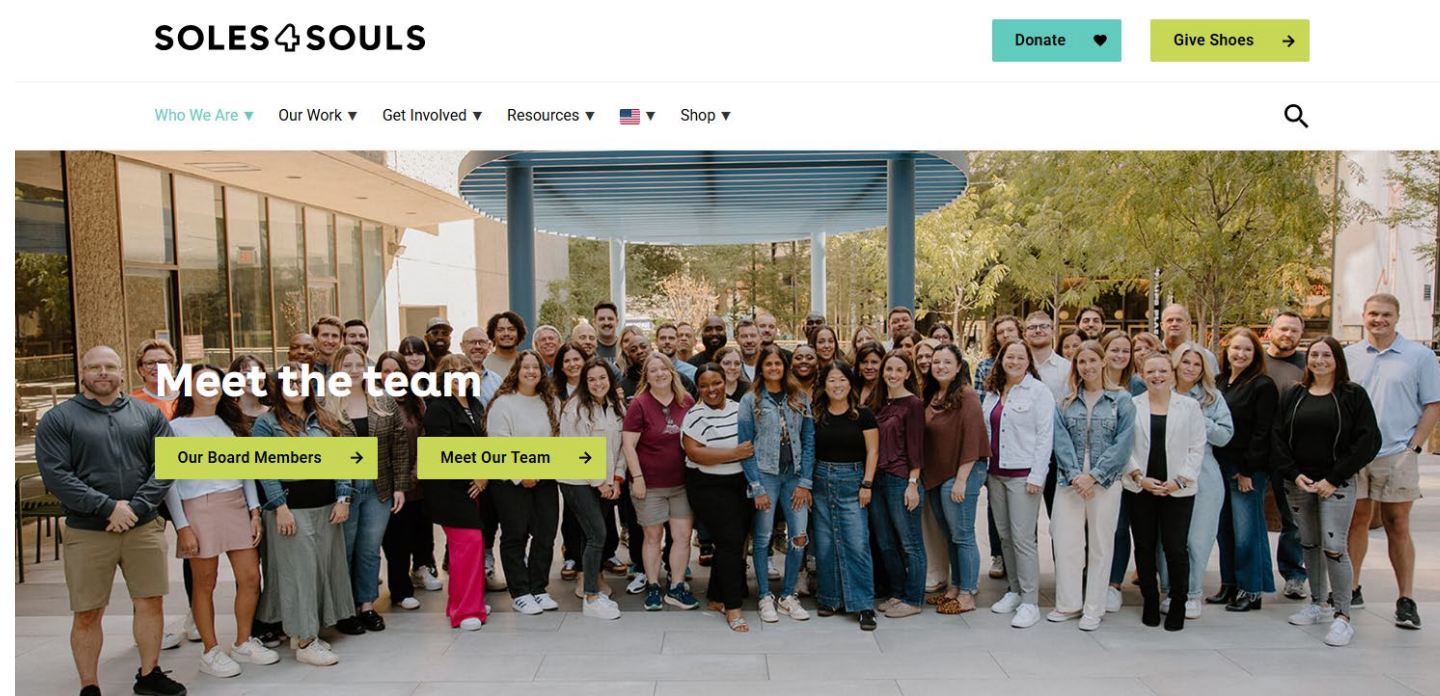 SOLES4SOULS
Donate
Give Shoes
Who We Are
Our Work
Get Involved
Resources
Shop
Meet the team
Our Board Members
Meet Our Team